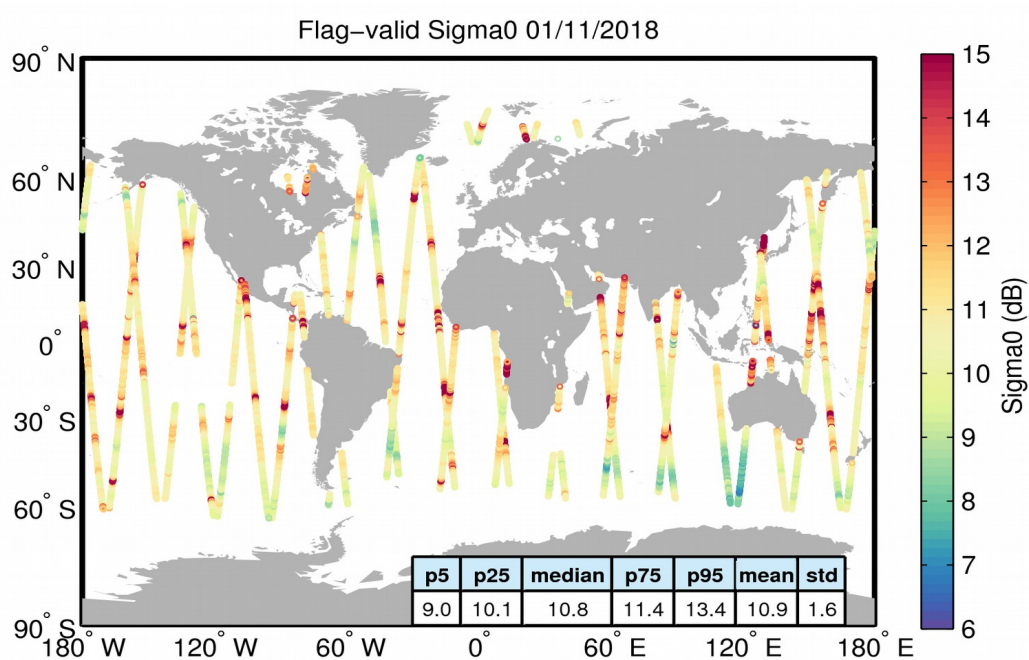 Flag−valid Sigma0 01/11/2018
90° N
60° N
30° N
0°
30° S
60° S
90° S
180° W
120° W
60° W
0°
60° E
120° E
180° E
15
14
13
12
11
10
9
8
7
6
Sigma0 (dB)
p5 p25 median p75 p95 mean std
9.0 10.1 10.8 11.4 13.4 10.9 1.6